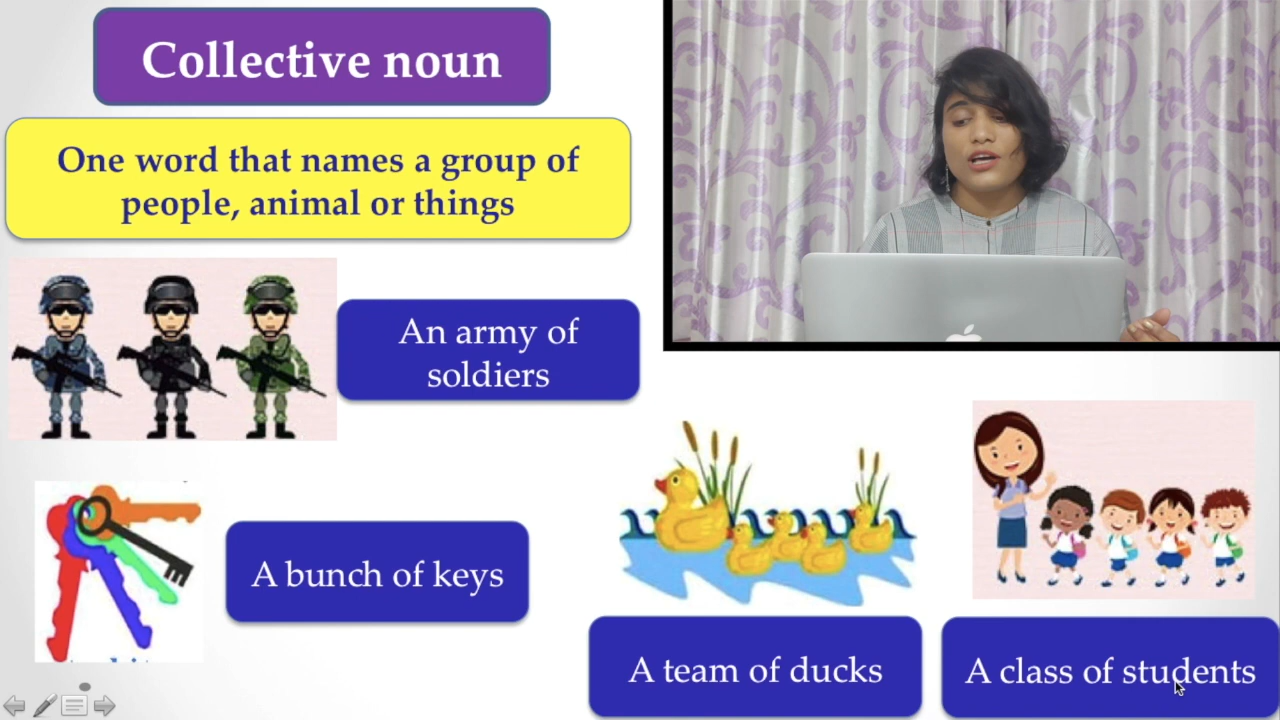 Collective noun
One word that names a group of
people, animal or things
An army of
soldiers
A bunch of keys
A team of ducks
A class of students